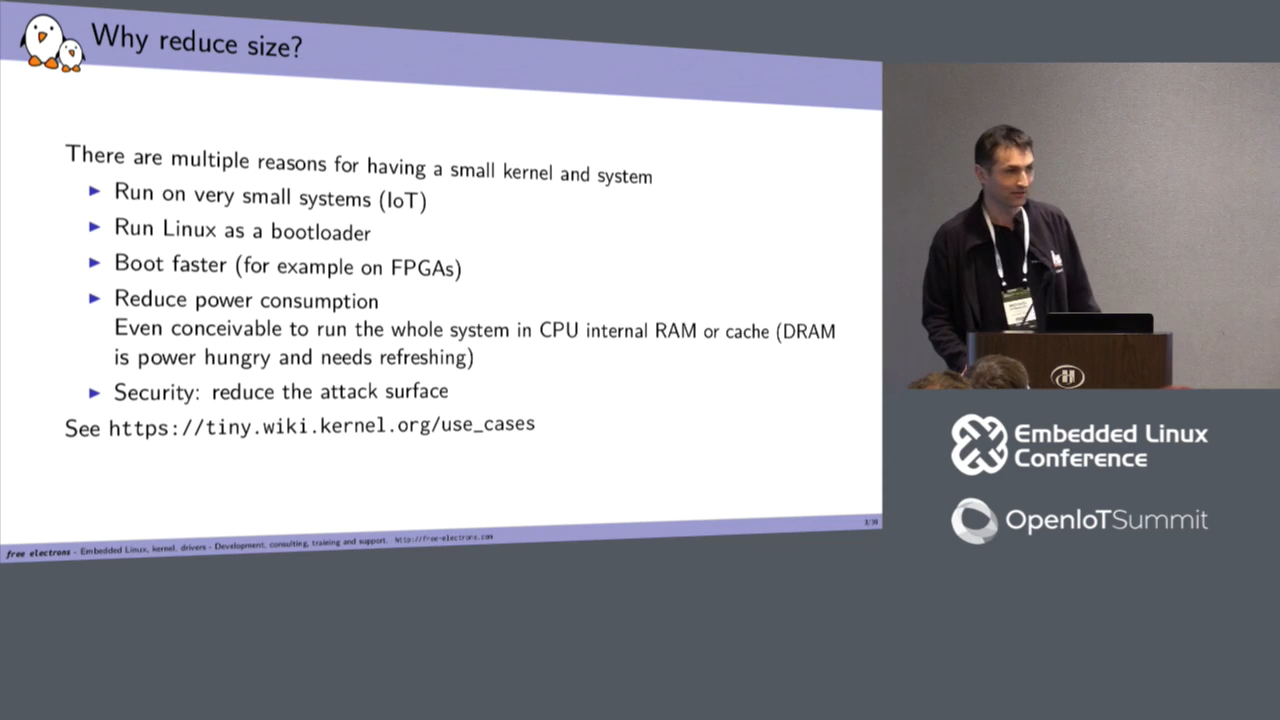 Why reduce size?
There are multiple reasons for having a small kernel and system
▶ Run on very small systems (IoT)
▶ Run Linux as a bootloader
▶ Boot faster (for example on FPGAs)
▶ Reduce power consumption
Even conceivable to run the whole system in CPU internal RAM or cache (DRAM
is power hungry and needs refreshing)
▶ Security: reduce the attack surface
See https://tiny.wiki.kernel.org/use_cases
free electrons - Embedded Linux, kernel, drivers - Development, consulting, training and support. http://free-electrons.com
Embedded Linux
Conference
OpenIoTSummit